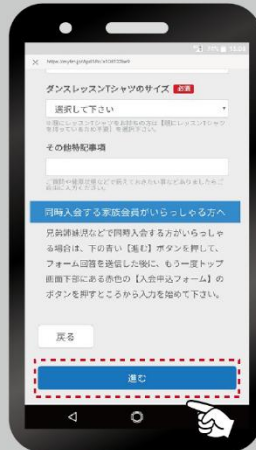 ダンスレッスンTシャツのサイズ 必須
選択して下さい
その他特記事項
同時入会する家族会員がいらっしゃる方へ
兄弟姉妹児などで同時入会する方がいらっしゃ
る場合は、下の青い【進む】ボタンを押して、
フォーム回答を送信した後に、もう一度トップ
画面下部にある赤色の【入会申込フォーム】の
ボタンを押すところから入力を始めて下さい。
戻る
進む